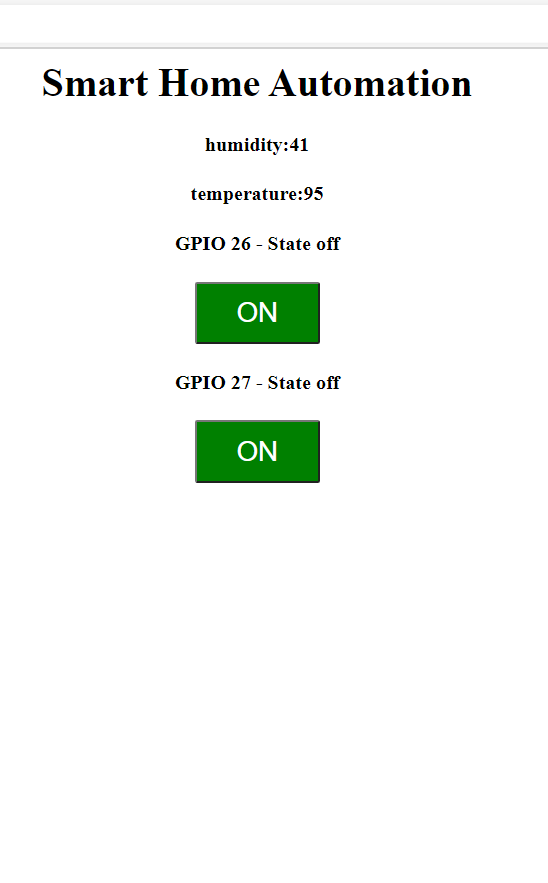 Smart Home Automation
humidity:41
temperature:95
GPIO 26 - State off
ON
GPIO 27 - State off
ON